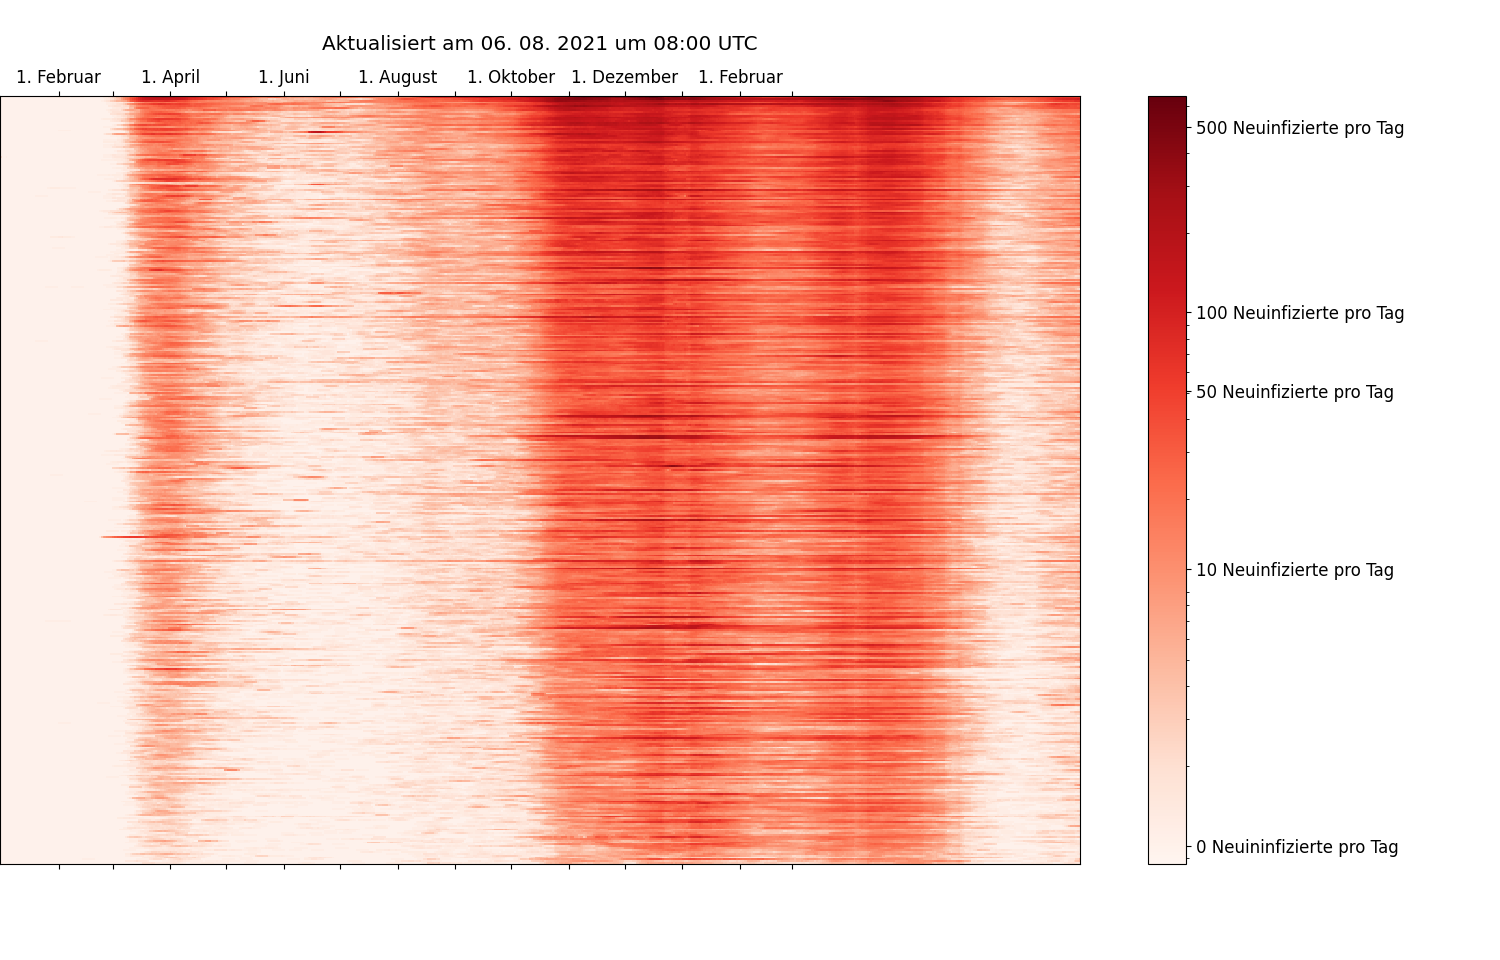 Aktualisiert am 06. 08. 2021 um 08:00 UTC
1. Februar 1. April 1. Juni 1. August 1. Oktober 1. Dezember 1. Februar
500 Neuinfizierte pro Tag
100 Neuinfizierte pro Tag
50 Neuinfizierte pro Tag
10 Neuinfizierte pro Tag
0 Neuininfizierte pro Tag